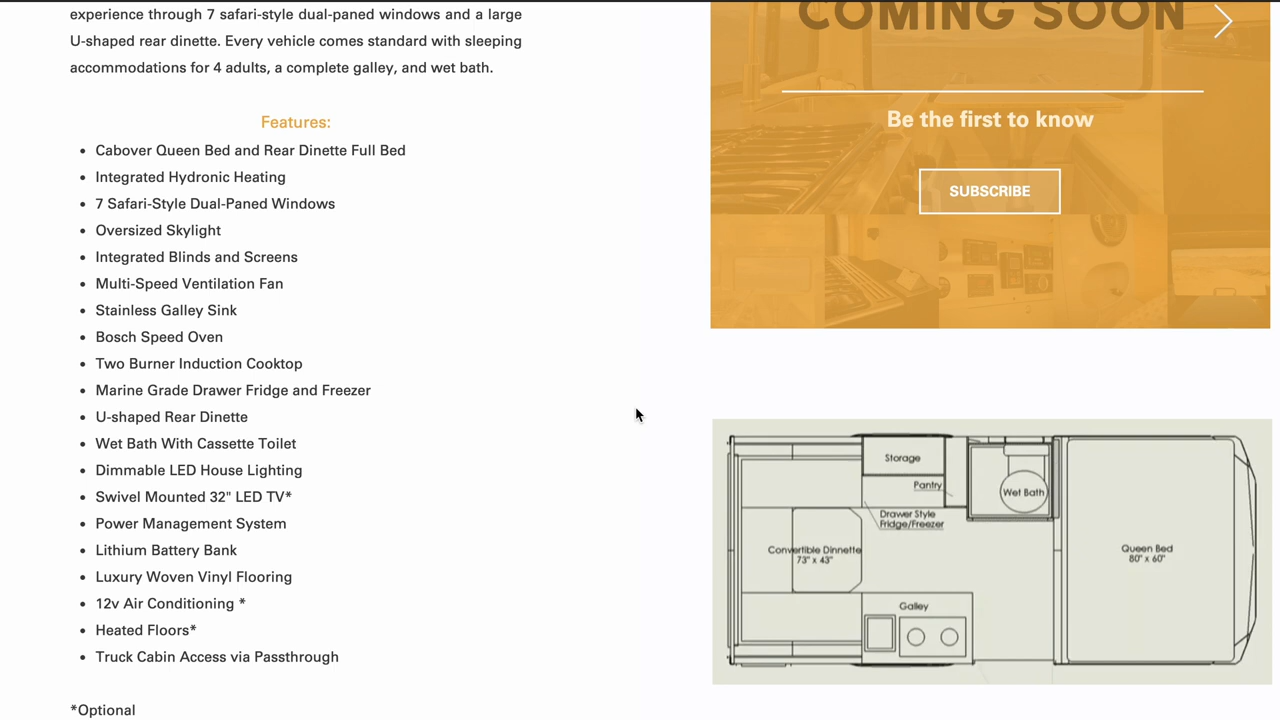 experience through 7 safari-style dual-paned windows and a large
U-shaped rear dinette. Every vehicle comes standard with sleeping
accommodations for 4 adults, a complete galley, and wet bath.
Features:
• Cabover Queen Bed and Rear Dinette Full Bed
• Integrated Hydronic Heating
• 7 Safari-Style Dual-Paned Windows
• Oversized Skylight
• Integrated Blinds and Screens
• Multi-Speed Ventilation Fan
• Stainless Galley Sink
• Bosch Speed Oven
• Two Burner Induction Cooktop
• Marine Grade Drawer Fridge and Freezer
• U-shaped Rear Dinette
• Wet Bath With Cassette Toilet
• Dimmable LED House Lighting
• Swivel Mounted 32" LED TV*
• Power Management System
• Lithium Battery Bank
• Luxury Woven Vinyl Flooring
• 12v Air Conditioning *
• Heated Floors*
• Truck Cabin Access via Passthrough
*Optional
COMING SOON
Be the first to know
SUBSCRIBE
Storage
Pantry
Wet Bath
Drawer Style
Fridge/Freezer
Convertible Dinnette
73" x 43"
Queen Bed
80" x 60"
Galley